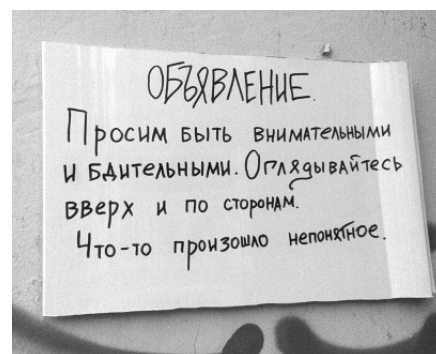 ОБЪЯВЛЕНИЕ.
Просим быть внимательными
и бдительными. Оглядывайтесь
вверх и по сторонам.
Что-то произошло непонятное.